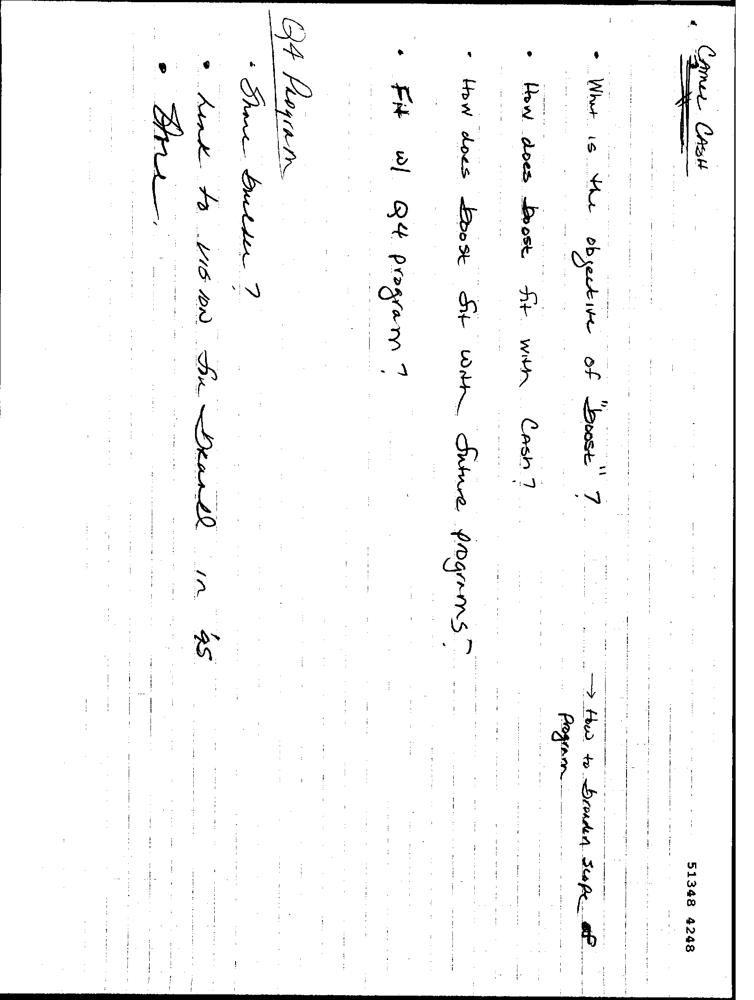 • Camel CASH
51348 4248
• What is the objective of "boost"?
→ How to broaden scope of
program
• How does boost fit with CASH?
• How does boost fit with future programs?
• Fit w/ Q4 program?
Q4 Program
• Share builder?
• Link to VISION for brand in '95
•